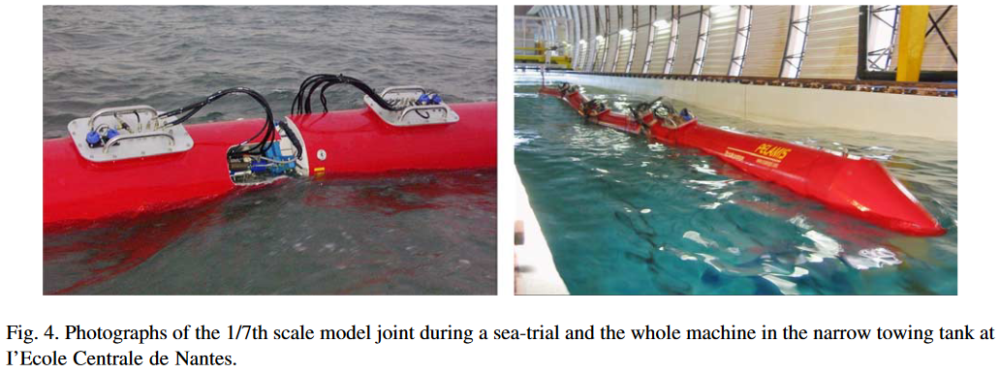 PELAMIS
Fig. 4. Photographs of the 1/7th scale model joint during a sea-trial and the whole machine in the narrow towing tank at
I’Ecole Centrale de Nantes.